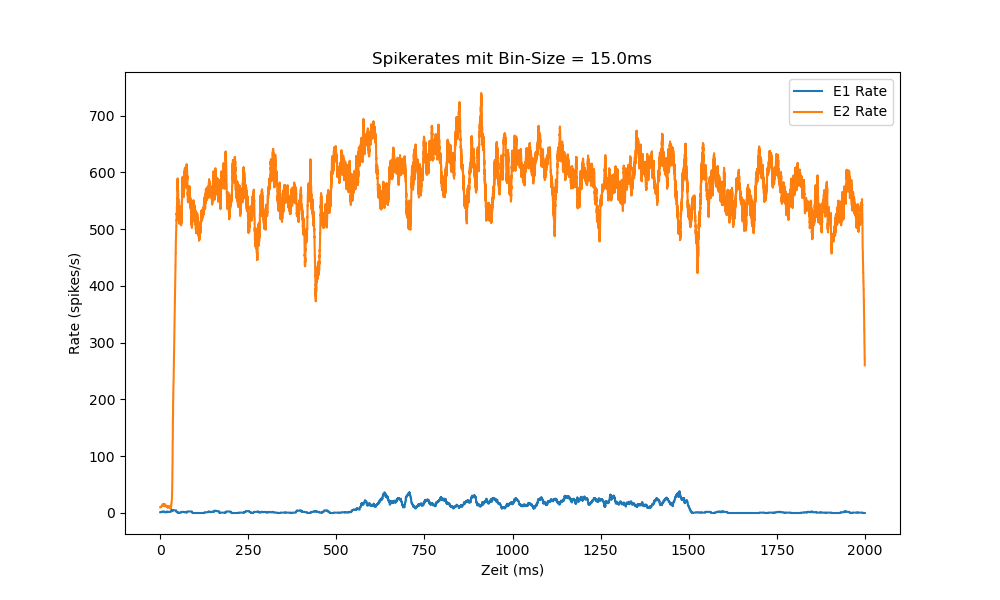 Spikerates mit Bin-Size = 15.0ms
E1 Rate
E2 Rate
700
600
500
400
300
200
100
0
Rate (spikes/s)
0 250 500 750 1000 1250 1500 1750 2000
Zeit (ms)